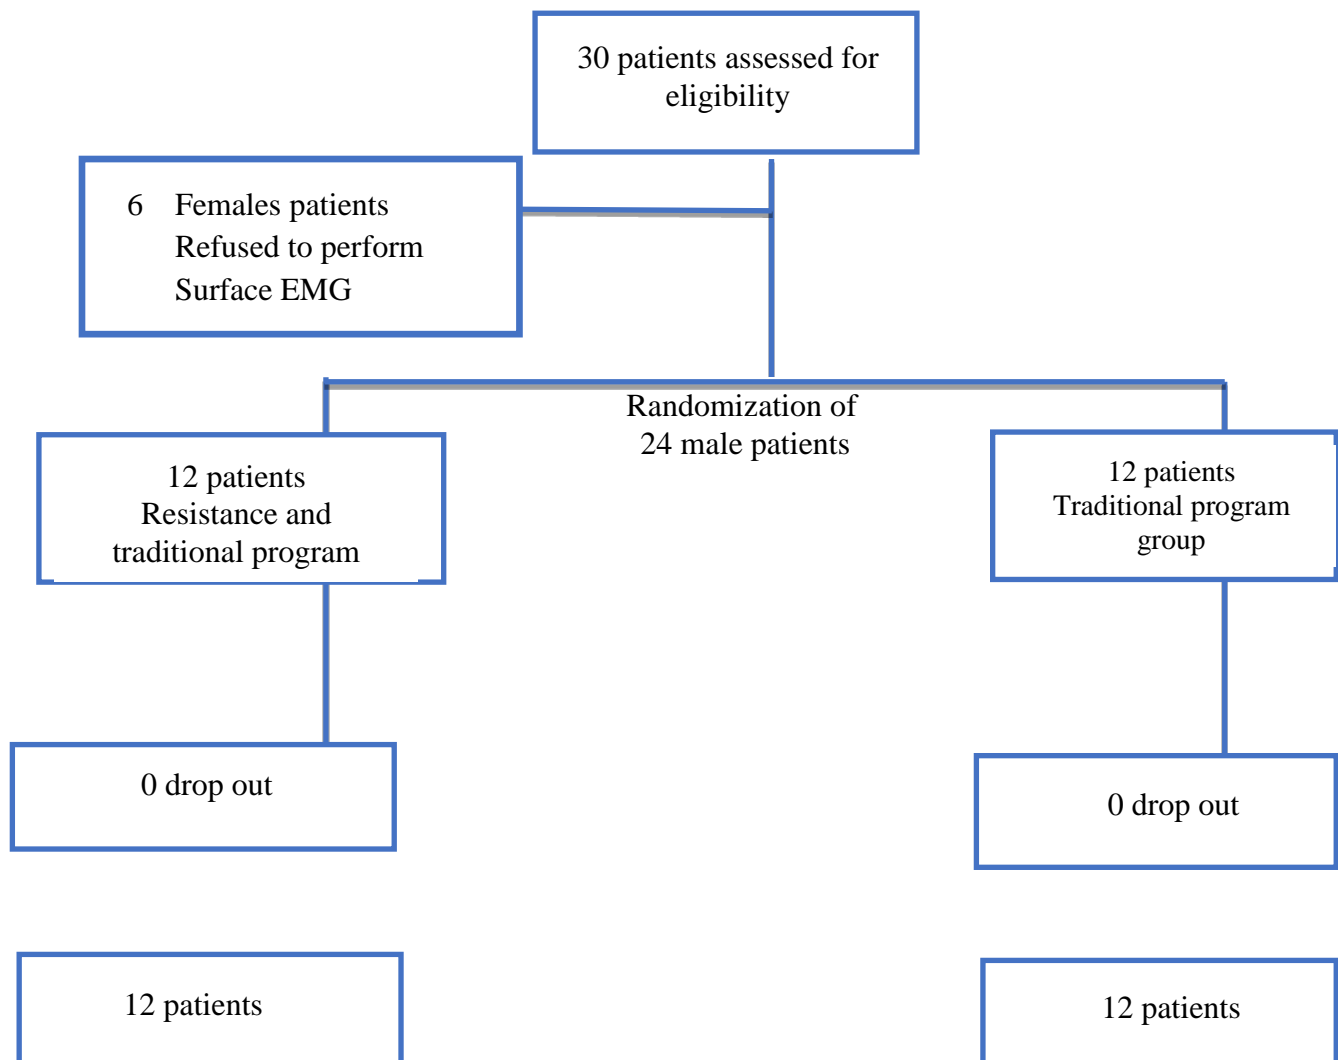 30 patients assessed for
eligibility
6 Females patients
Refused to perform
Surface EMG
Randomization of
24 male patients
12 patients
Resistance and
traditional program
12 patients
Traditional program
group
0 drop out
0 drop out
12 patients
12 patients